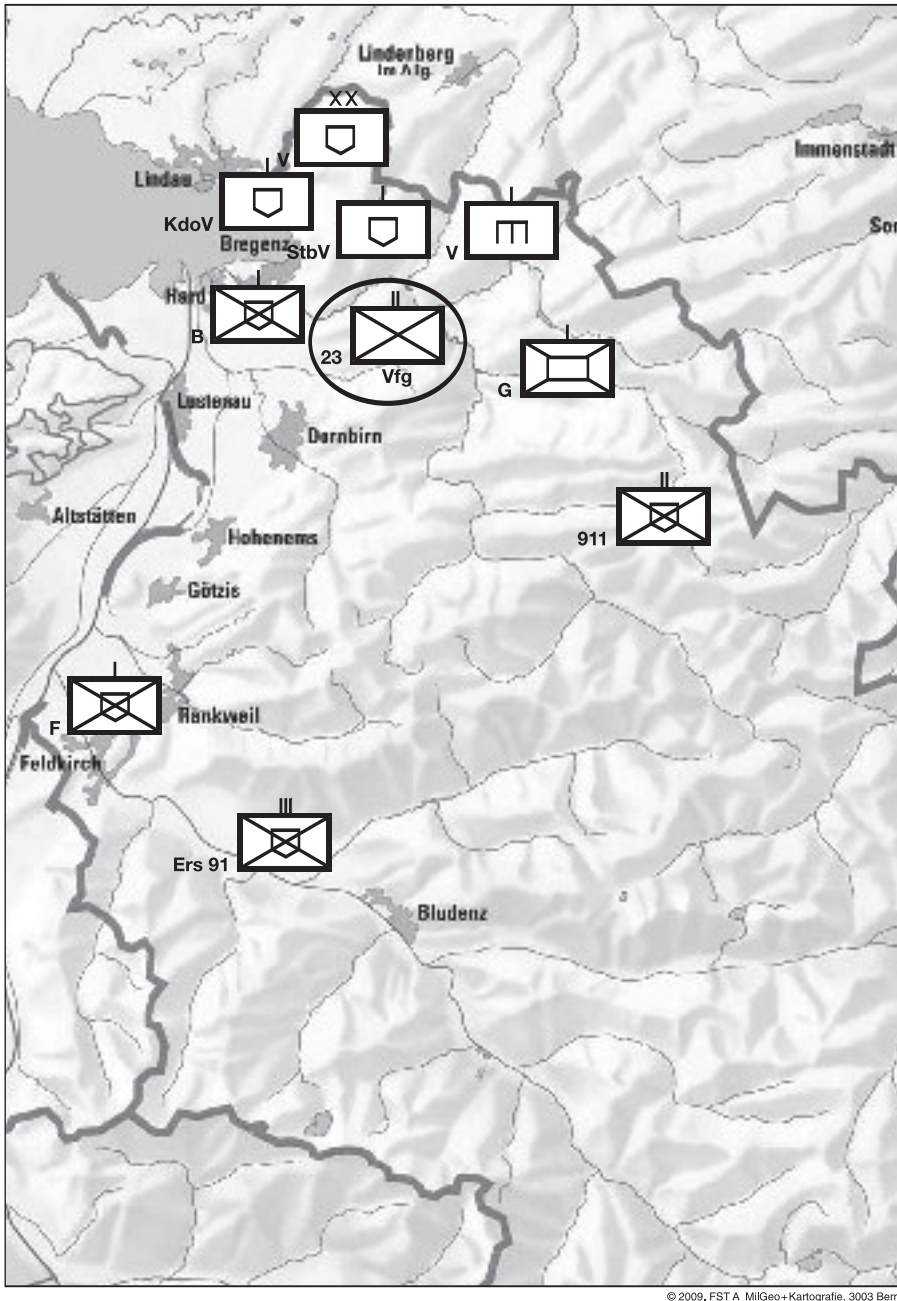 Lindenberg
im Allg.
XX
Immenstadt
V
Lindau
I
I
I
KdoV
Bregenz
StbV
V
Hard
I
II
B
I
23
Vfg
G
Lustenau
Dornbirn
II
Altstätten
911
Hohenems
Götzis
I
F
Rankweil
Feldkirch
III
Ers 91
Bludenz
© 2009, FST A MilGeo+Kartografie, 3003 Bern